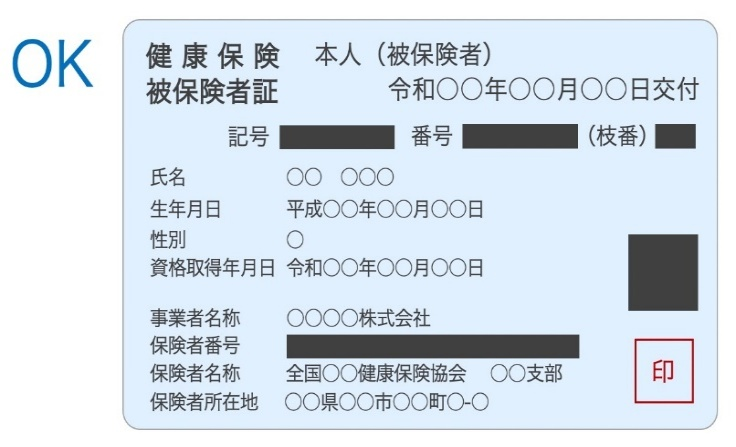 OK
健康保険 本人（被保険者）
被保険者証 令和〇〇年〇〇月〇〇日交付
記号 番号 （枝番）
氏名 〇〇 〇〇〇
生年月日 平成〇〇年〇〇月〇〇日
性別 〇
資格取得年月日 令和〇〇年〇〇月〇〇日
事業者名称 〇〇〇〇株式会社
保険者番号
保険者名称 全国〇〇健康保険協会 〇〇支部
保険者所在地 〇〇県〇〇市〇〇町〇-〇
印